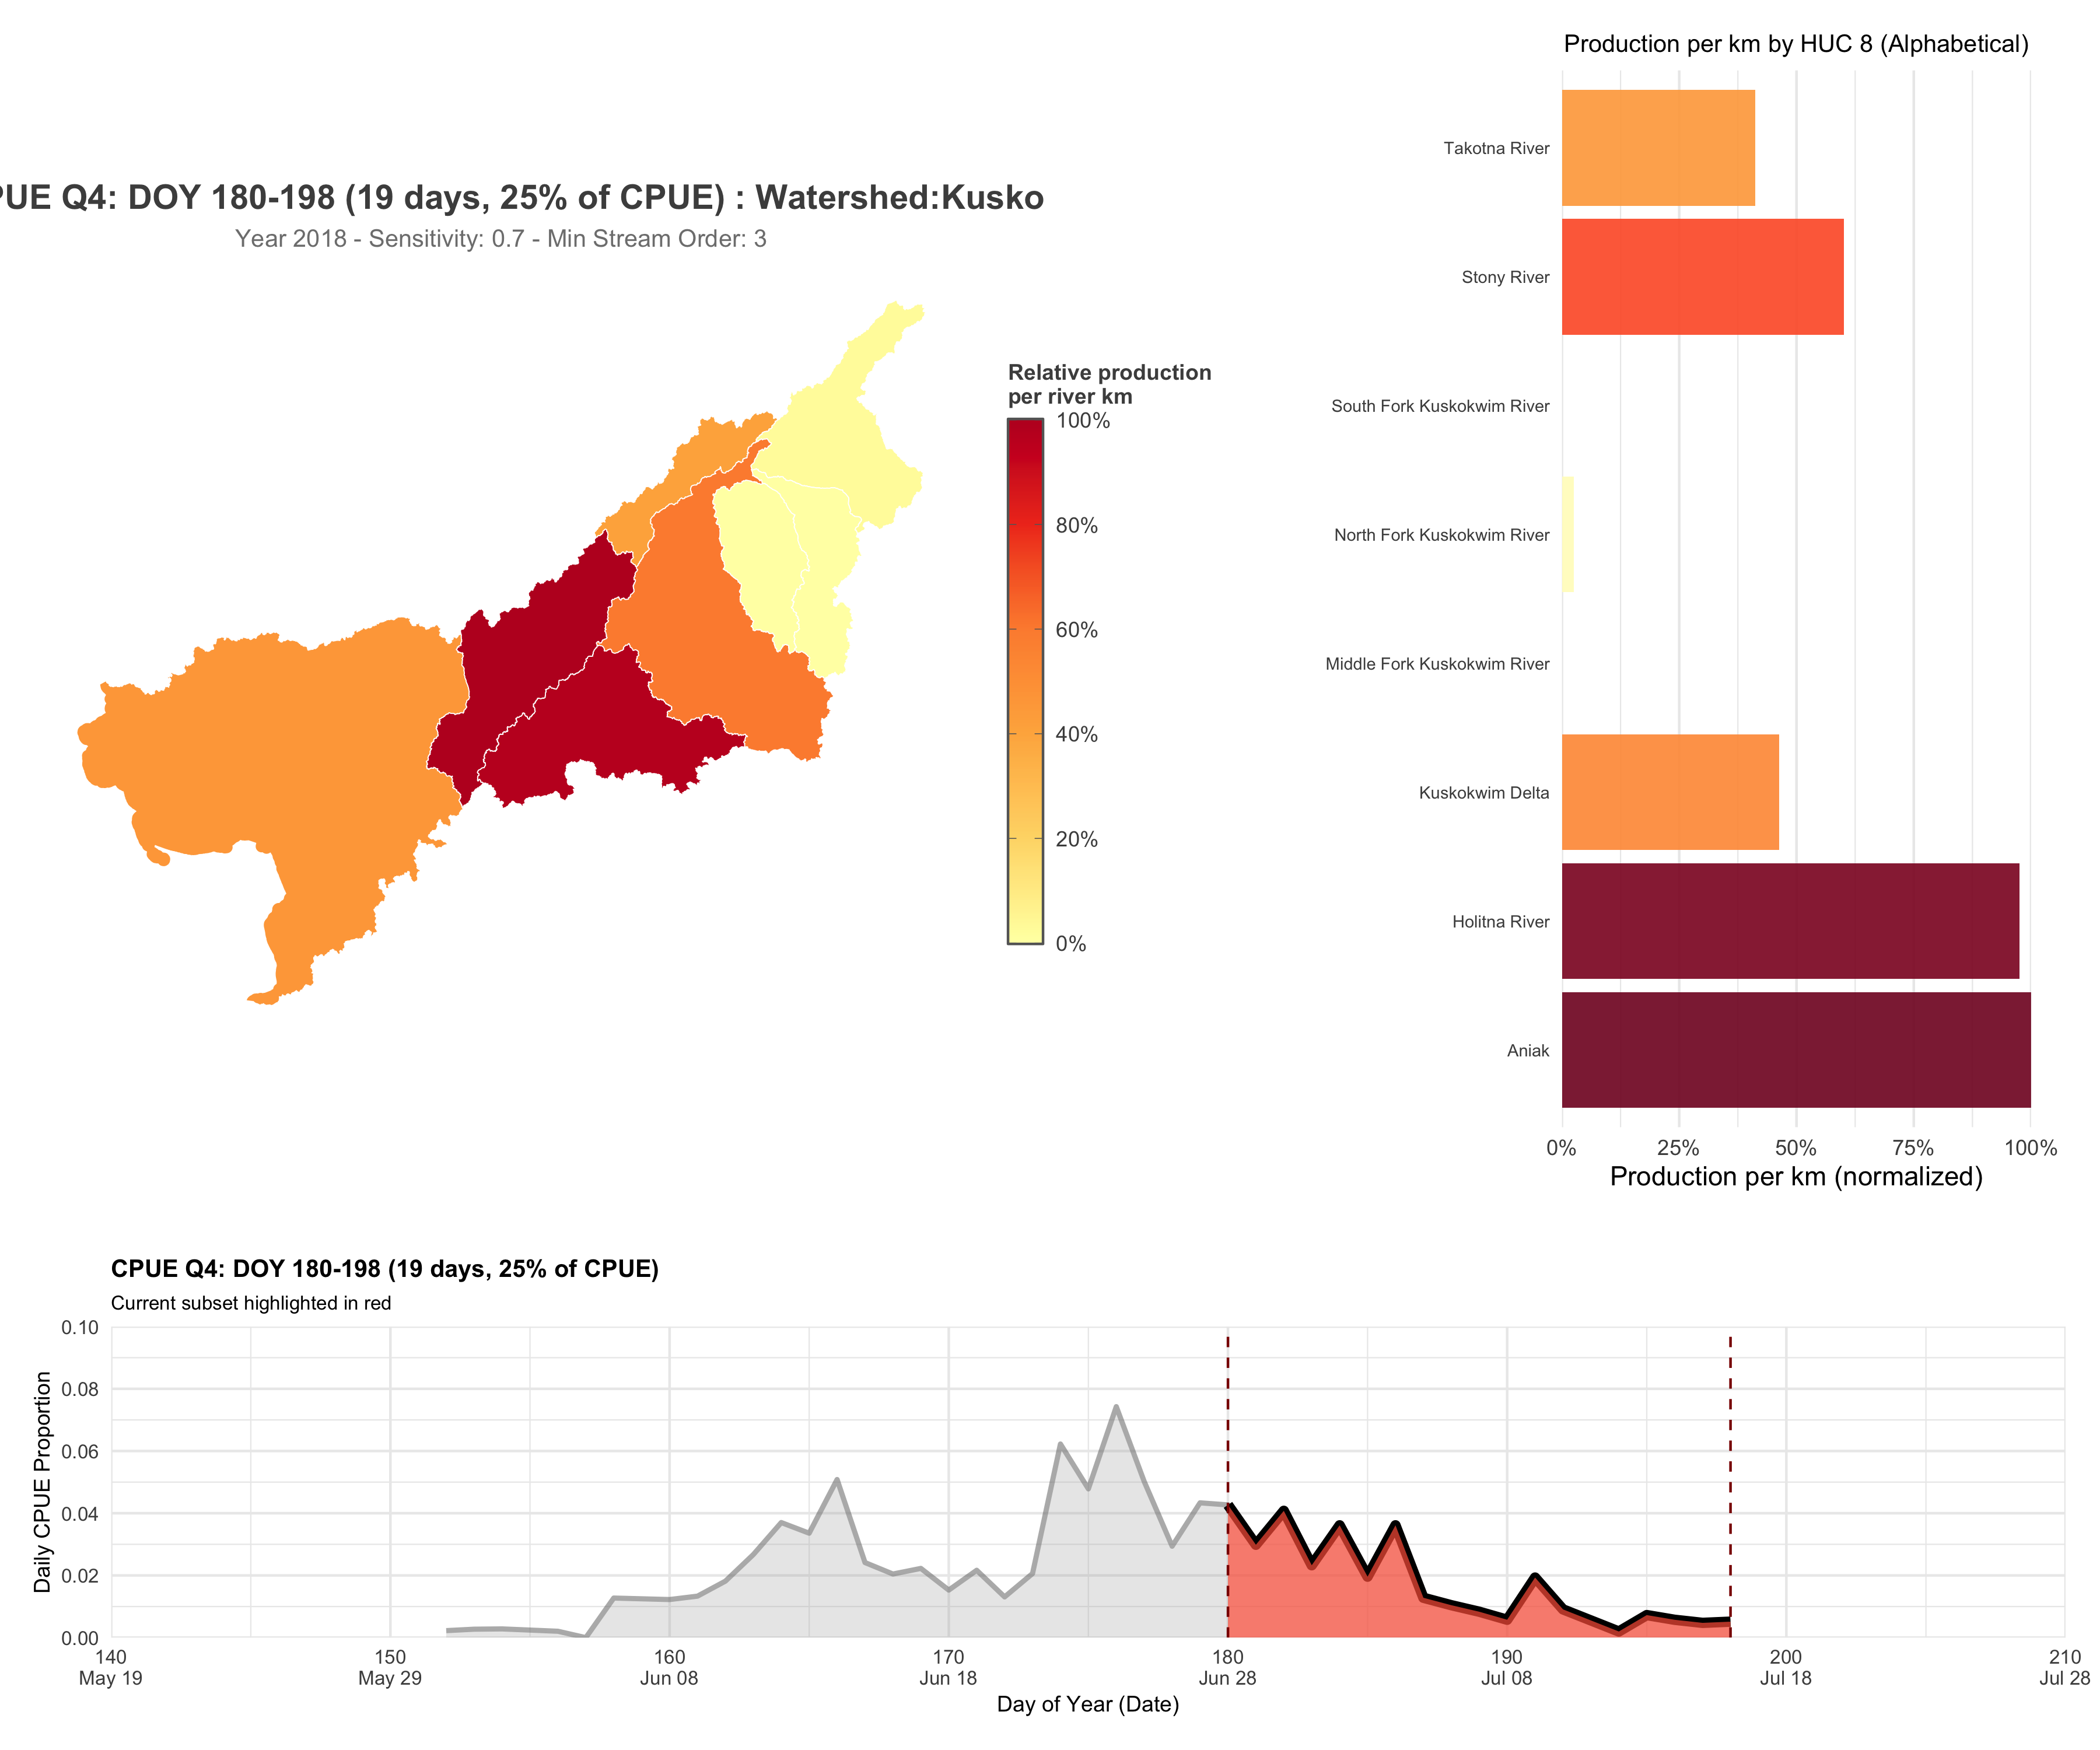 PUE Q4: DOY 180-198 (19 days, 25% of CPUE) : Watershed:Kusko
Year 2018 - Sensitivity: 0.7 - Min Stream Order: 3
Relative production
per river km
100%
80%
60%
40%
20%
0%
Production per km by HUC 8 (Alphabetical)
Takotna River
Stony River
South Fork Kuskokwim River
North Fork Kuskokwim River
Middle Fork Kuskokwim River
Kuskokwim Delta
Holitna River
Aniak
0% 25% 50% 75% 100%
Production per km (normalized)
CPUE Q4: DOY 180-198 (19 days, 25% of CPUE)
Current subset highlighted in red
Daily CPUE Proportion
0.10
0.08
0.06
0.04
0.02
0.00
140 150 160 170 180 190 200 210
May 19 May 29 Jun 08 Jun 18 Jun 28 Jul 08 Jul 18 Jul 28
Day of Year (Date)